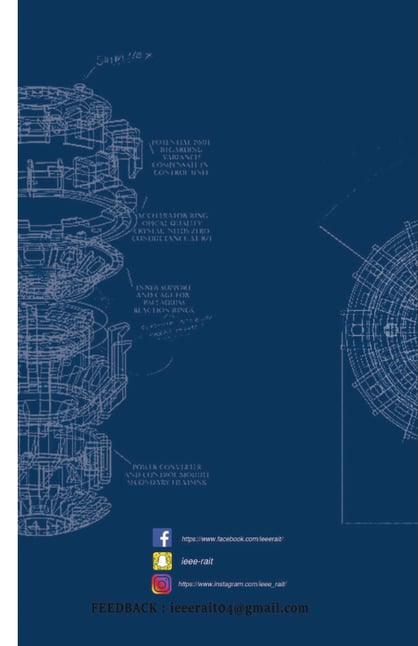 POTENTIAL ISSUE
REGARDING
VARIANCE
COMPENSATE IN
CONTROL UNIT
ACCELERATOR RING
OPTICAL QUALITY
CRYSTAL, NEEDS ZERO
CONDUCTANCE AT
INNER SUPPORT
AND CAGE FOR
PALLADIUM
REACTION RINGS,
POWER CONVERTER
AND CONTROL MODULE
SECONDARY HEATSINK
https://www.facebook.com/ieeerait/
ieee-rait
https://www.instagram.com/ieee_rait/
FEEDBACK : ieeerait04@gmail.com